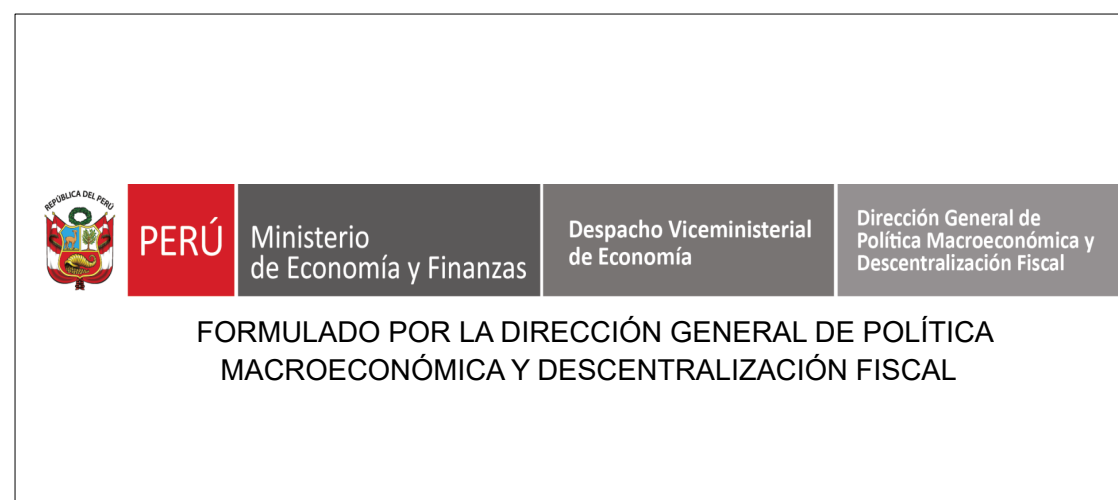 REPÚBLICA DEL PERÚ
PERÚ
Ministerio
de Economía y Finanzas
Despacho Viceministerial
de Economía
Dirección General de
Política Macroeconómica y
Descentralización Fiscal
FORMULADO POR LA DIRECCIÓN GENERAL DE POLÍTICA
MACROECONÓMICA Y DESCENTRALIZACIÓN FISCAL